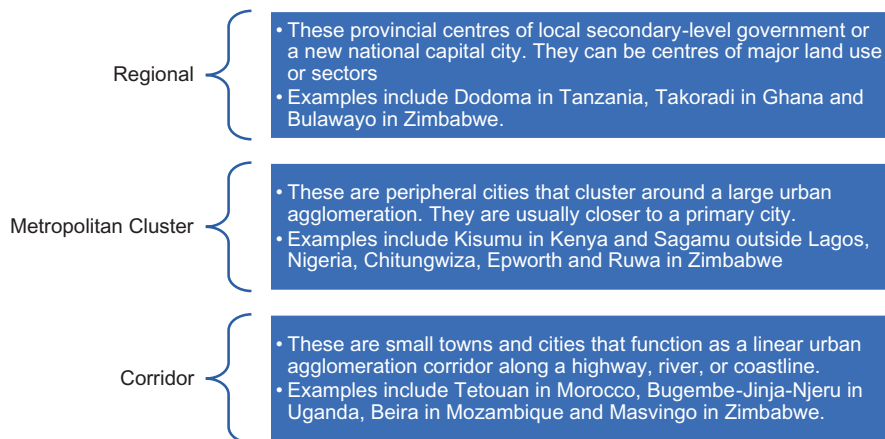 Regional
• These provincial centres of local secondary-level government or
a new national capital city. They can be centres of major land use
or sectors
• Examples include Dodoma in Tanzania, Takoradi in Ghana and
Bulawayo in Zimbabwe.
Metropolitan Cluster
• These are peripheral cities that cluster around a large urban
agglomeration. They are usually closer to a primary city.
• Examples include Kisumu in Kenya and Sagamu outside Lagos,
Nigeria, Chitungwiza, Epworth and Ruwa in Zimbabwe
Corridor
• These are small towns and cities that function as a linear urban
agglomeration corridor along a highway, river, or coastline.
• Examples include Tetouan in Morocco, Bugembe-Jinja-Njeru in
Uganda, Beira in Mozambique and Masvingo in Zimbabwe.